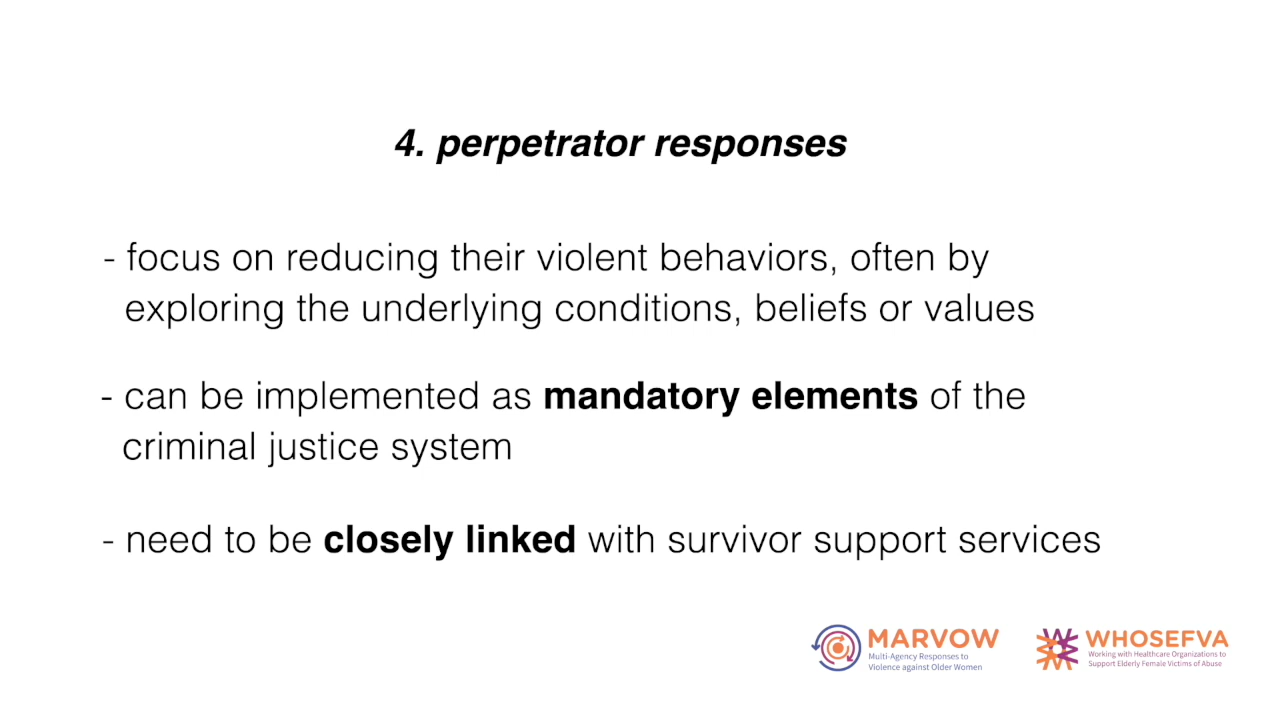 4. perpetrator responses
- focus on reducing their violent behaviors, often by
exploring the underlying conditions, beliefs or values
- can be implemented as mandatory elements of the
criminal justice system
- need to be closely linked with survivor support services
MARVOW
Multi-Agency Responses to
Violence against Older Women
WHOSEFVA
Working with Healthcare Organizations to
Support Elderly Female Victims of Abuse